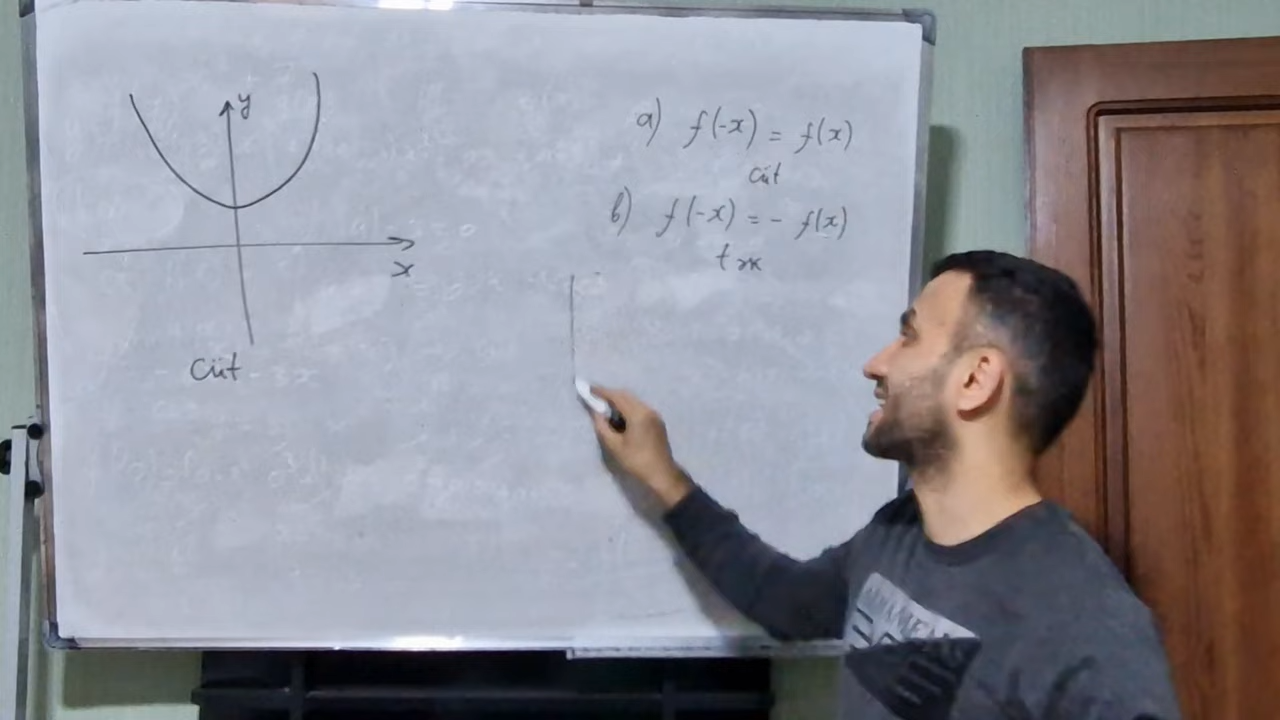 y
x
cüt
a) f(-x) = f(x)
cüt
b) f(-x) = - f(x)
tək